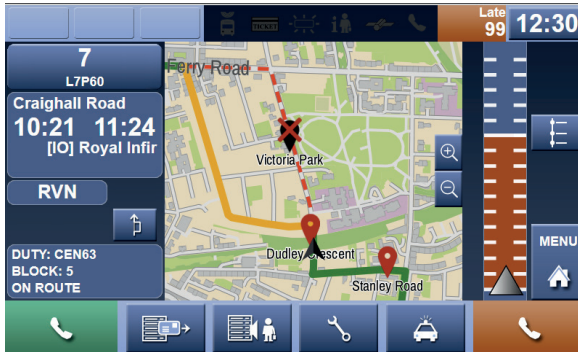 TICKET
Late
99
12:30
7
L7P60
Craighall Road
10:21 11:24
[IO] Royal Infir
RVN
DUTY: CEN63
BLOCK: 5
ON ROUTE
Ferry Road
Victoria Park
Dudley Crescent
Stanley Road
MENU